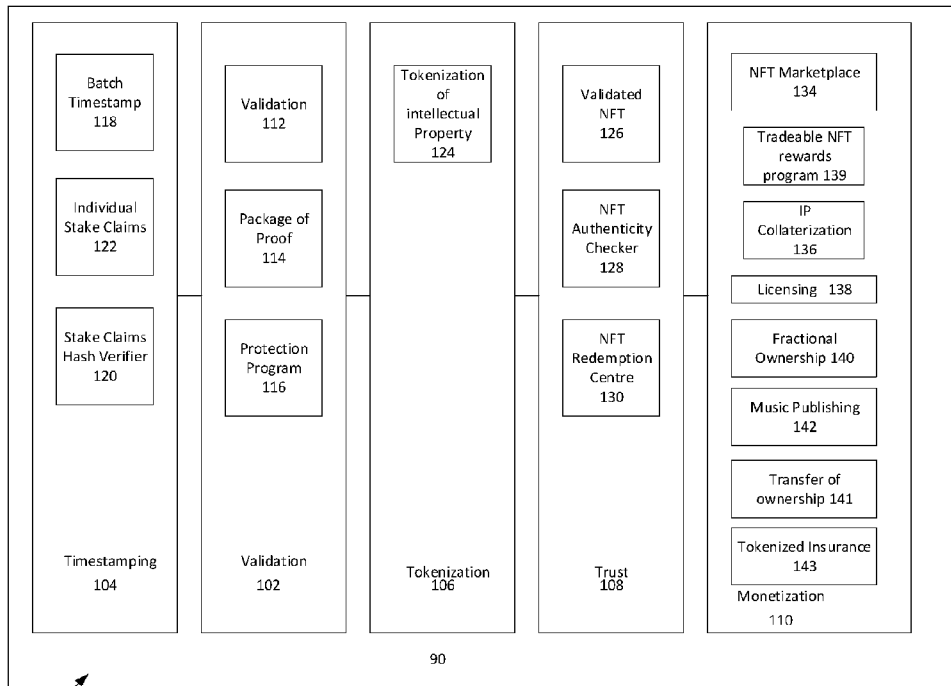 Batch
Timestamp
118
Individual
Stake Claims
122
Stake Claims
Hash Verifier
120
Timestamping
104
Validation
112
Package of
Proof
114
Protection
Program
116
Validation
102
Tokenization
of
intellectual
Property
124
Tokenization
106
Validated
NFT
126
NFT
Authenticity
Checker
128
NFT
Redemption
Centre
130
Trust
108
NFT Marketplace
134
Tradeable NFT
rewards
program 139
IP
Collaterization
136
Licensing 138
Fractional
Ownership 140
Music Publishing
142
Transfer of
ownership 141
Tokenized Insurance
143
Monetization
110
90